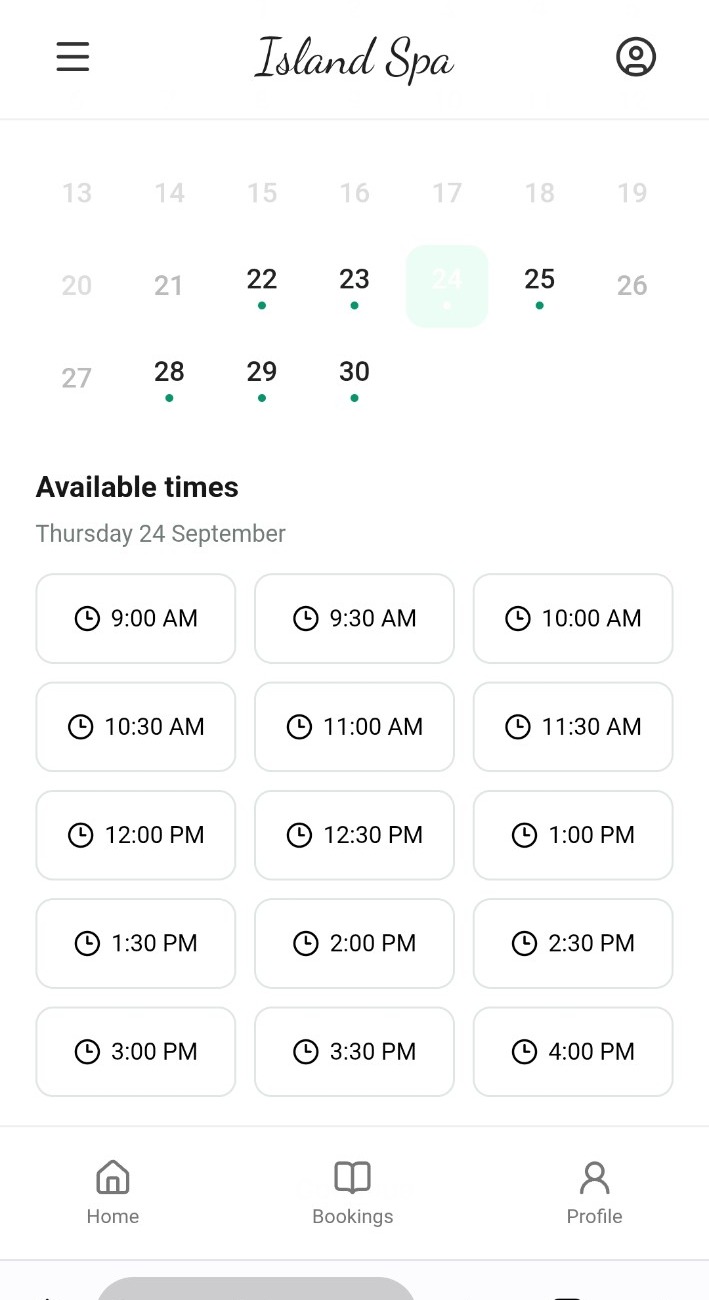 Island Spa
13 14 15 16 17 18 19
20 21 22 23 24 25 26
27 28 29 30
Available times
Thursday 24 September
9:00 AM 9:30 AM 10:00 AM
10:30 AM 11:00 AM 11:30 AM
12:00 PM 12:30 PM 1:00 PM
1:30 PM 2:00 PM 2:30 PM
3:00 PM 3:30 PM 4:00 PM
Home Bookings Profile